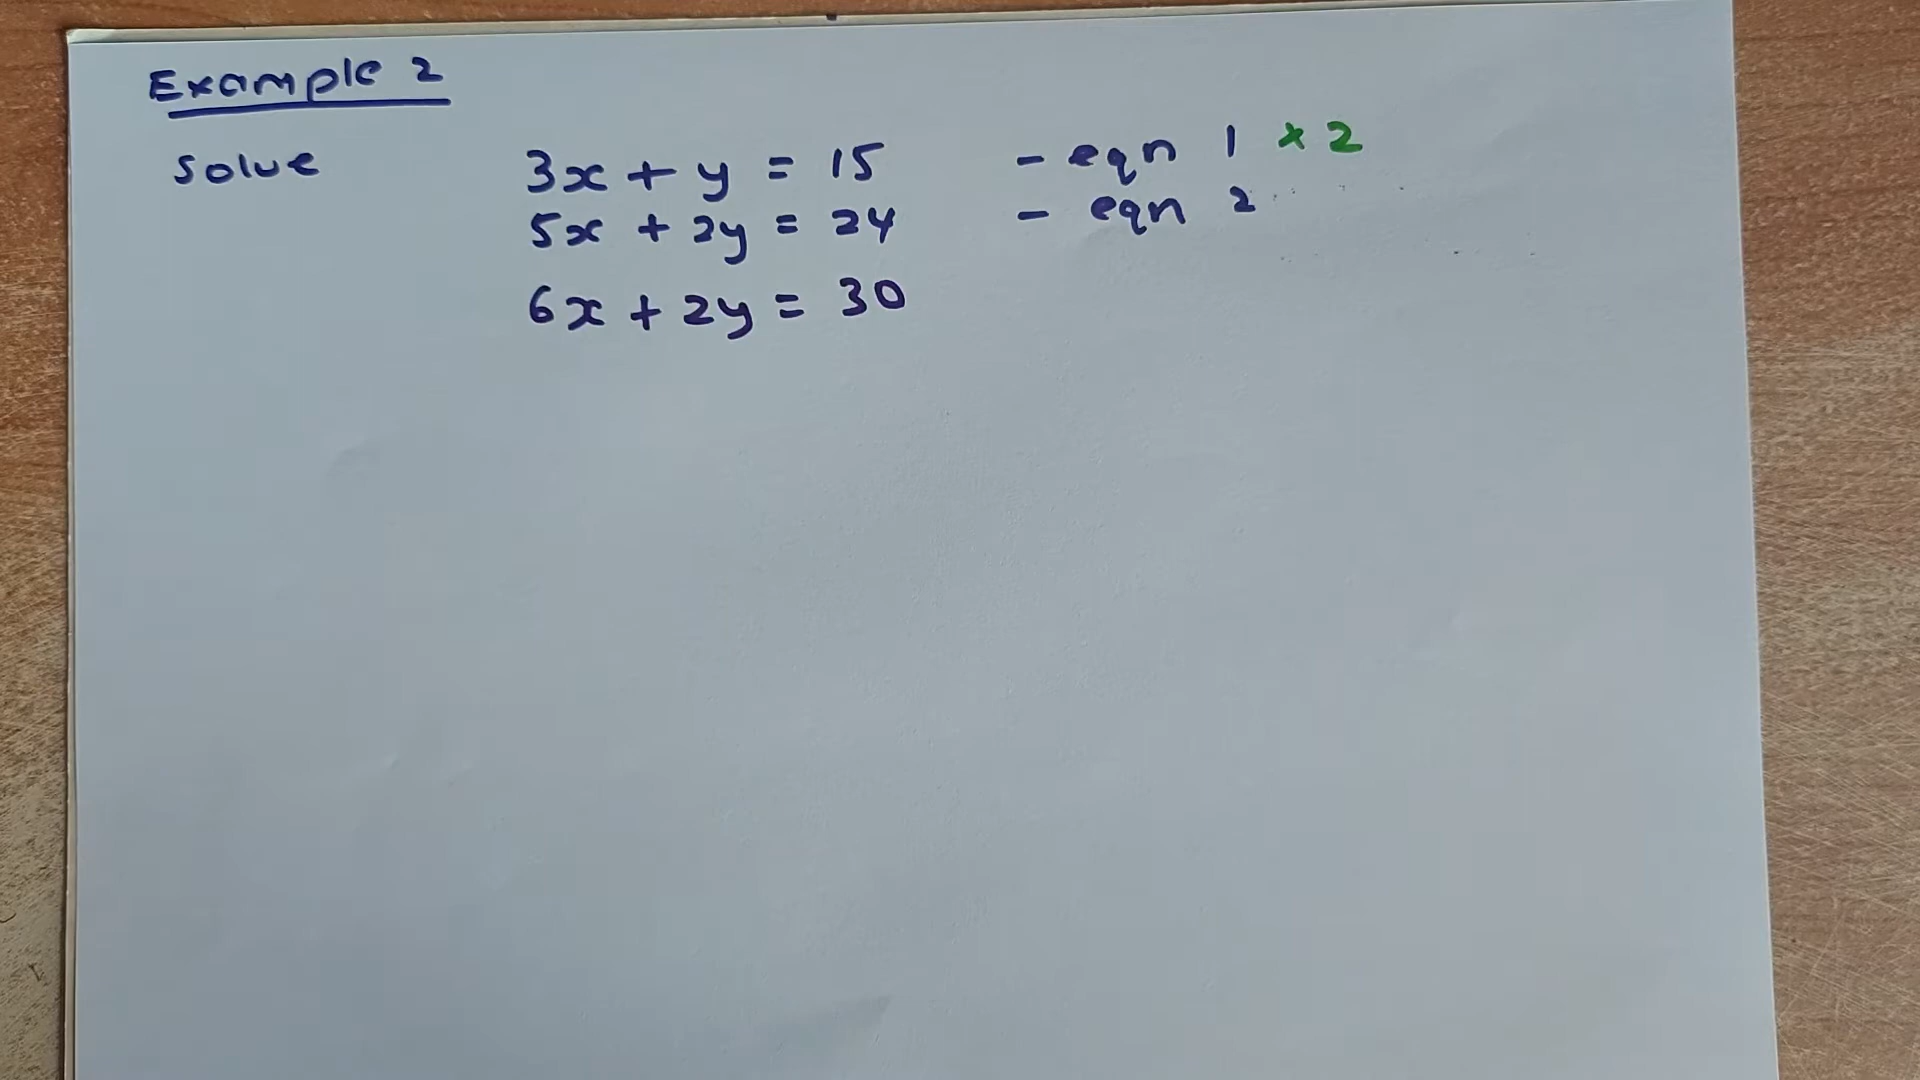 Example 2
Solve 3x + y = 15 - eqn 1 × 2
5x + 2y = 24 - eqn 2
6x + 2y = 30